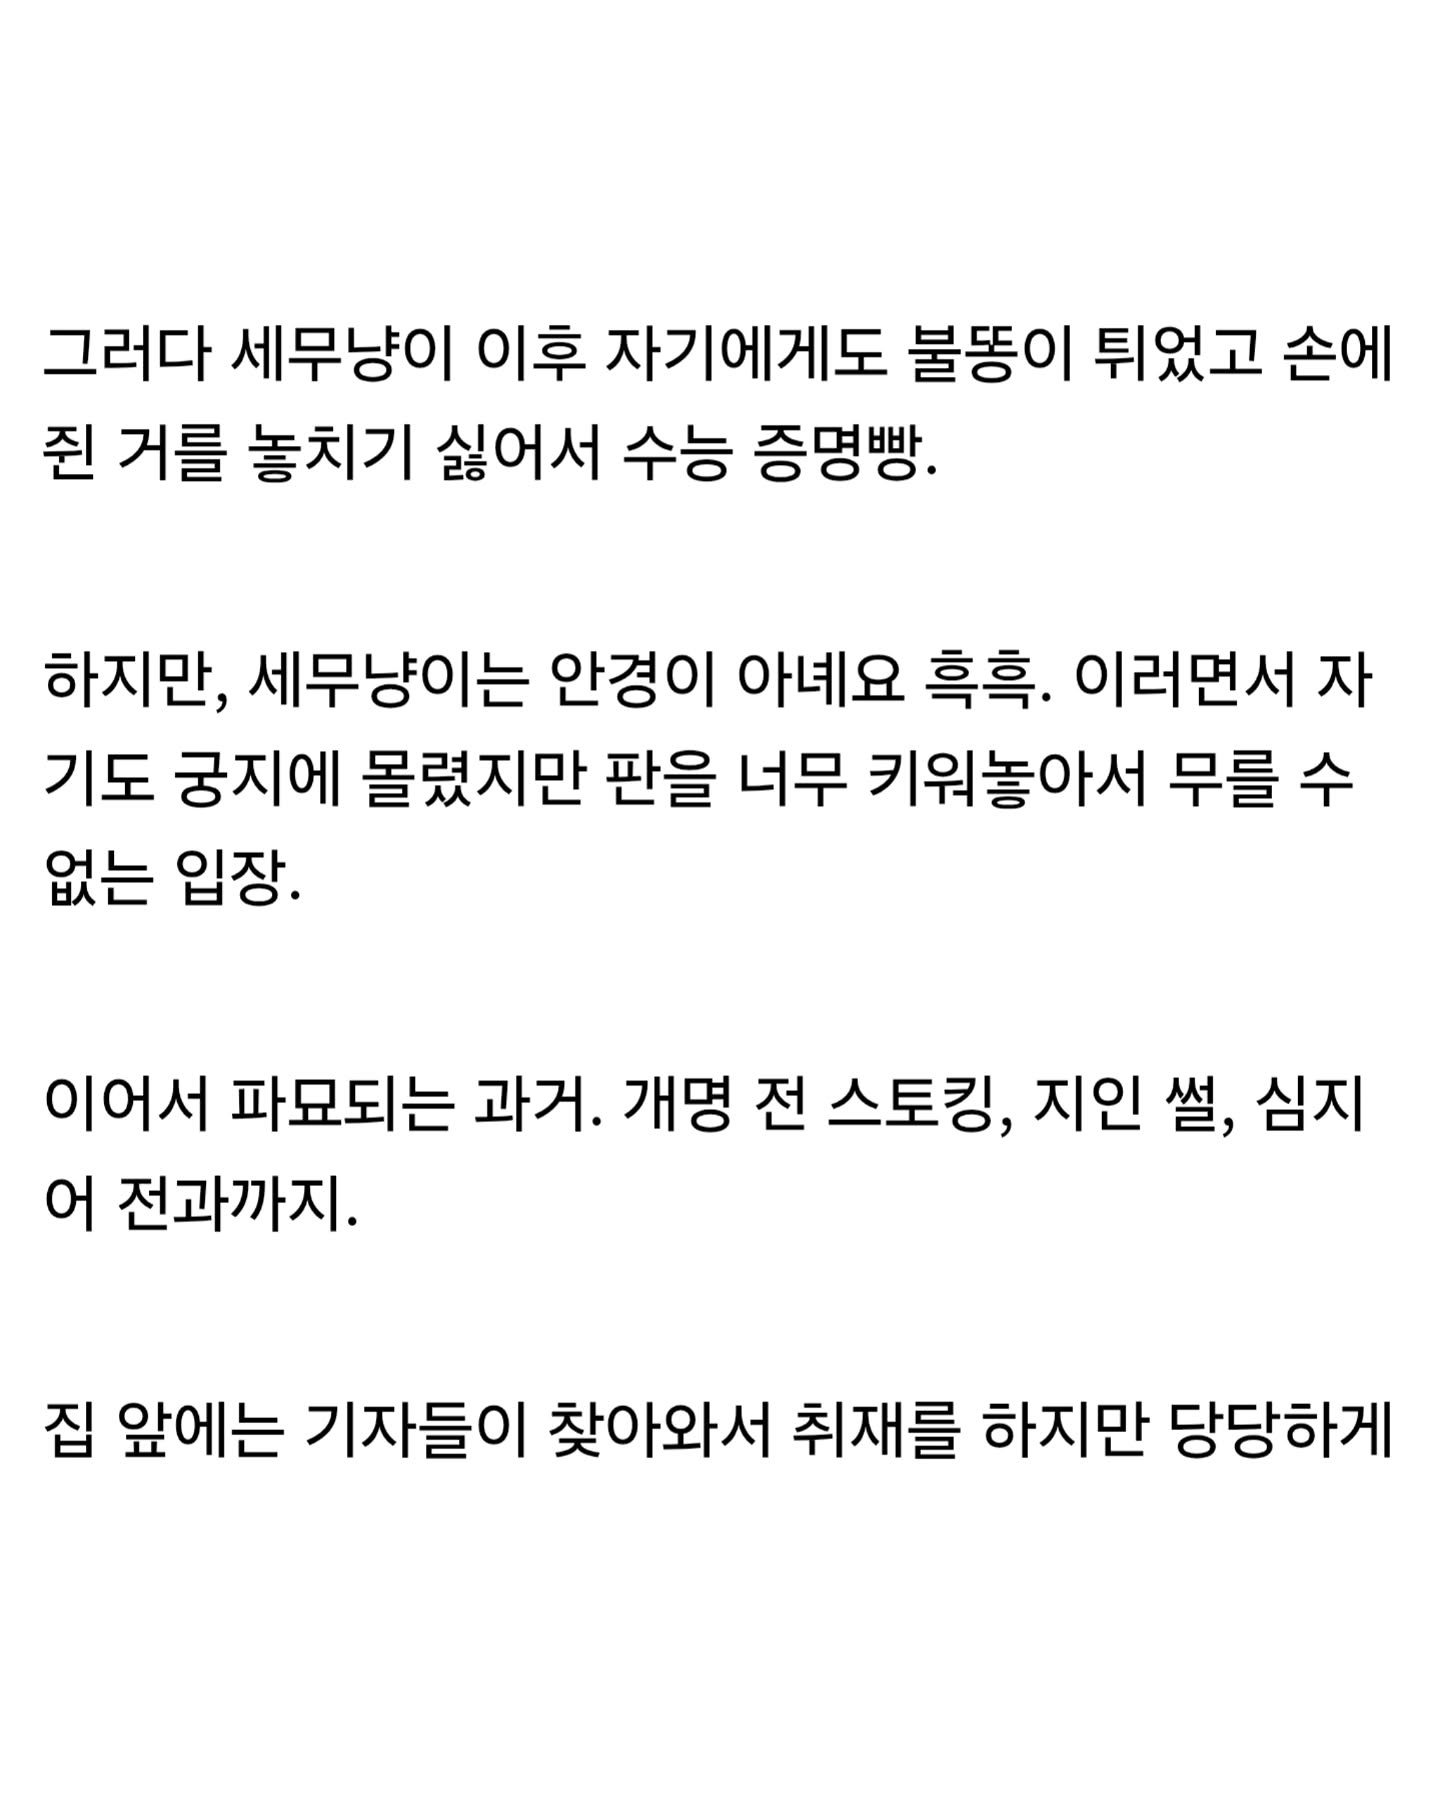 그러다 세무냥이 이후 자기에게도 불똥이 튀었고 손에
쥔 거를 놓치기 싫어서 수능 증명빵.
하지만, 세무냥이는 안경이 아녜요 흑흑. 이러면서 자
기도 궁지에 몰렸지만 판을 너무 키워놓아서 무를 수
없는 입장.
이어서 파묘되는 과거. 개명 전 스토킹, 지인 썰, 심지
어 전과까지.
집 앞에는 기자들이 찾아와서 취재를 하지만 당당하게